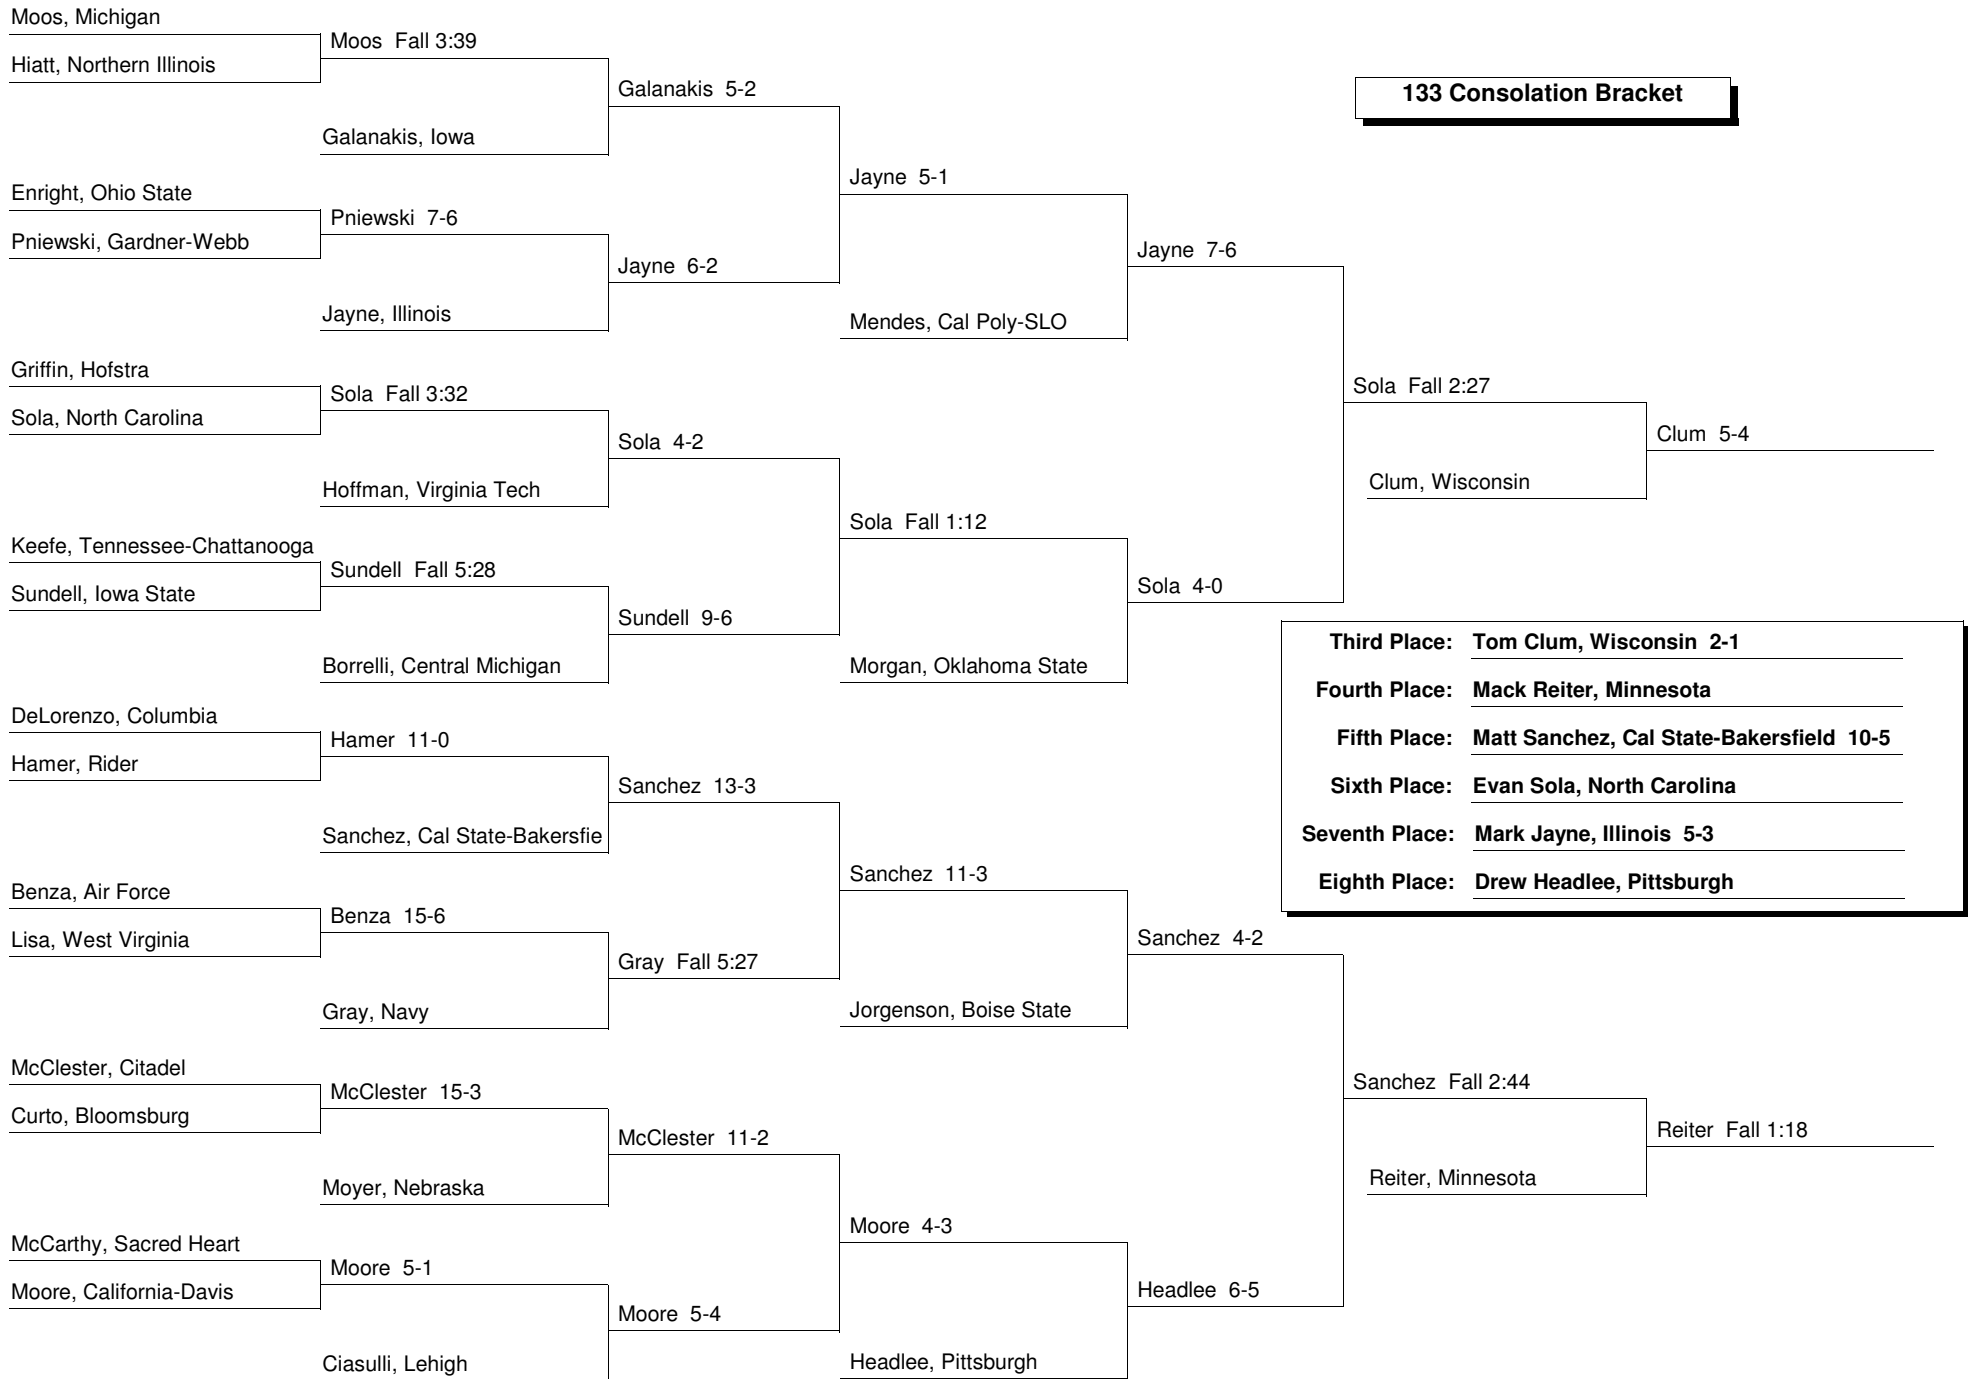 Moos, Michigan
Hiatt, Northern Illinois
Moos  Fall 3:39
Galanakis, Iowa
Galanakis  5-2
133 Consolation Bracket
Enright, Ohio State
Pniewski, Gardner-Webb
Pniewski  7-6
Jayne, Illinois
Jayne  6-2
Jayne  5-1
Mendes, Cal Poly-SLO
Jayne  7-6
Griffin, Hofstra
Sola, North Carolina
Sola  Fall 3:32
Hoffman, Virginia Tech
Sola  4-2
Keefe, Tennessee-Chattanooga
Sundell, Iowa State
Sundell  Fall 5:28
Borrelli, Central Michigan
Sundell  9-6
Sola  Fall 1:12
Morgan, Oklahoma State
Sola  4-0
Sola  Fall 2:27
Clum, Wisconsin
Clum  5-4
Third Place: Tom Clum, Wisconsin  2-1
Fourth Place: Mack Reiter, Minnesota
Fifth Place: Matt Sanchez, Cal State-Bakersfield  10-5
Sixth Place: Evan Sola, North Carolina
Seventh Place: Mark Jayne, Illinois  5-3
Eighth Place: Drew Headlee, Pittsburgh
DeLorenzo, Columbia
Hamer, Rider
Hamer  11-0
Sanchez, Cal State-Bakersfie
Sanchez  13-3
Benza, Air Force
Lisa, West Virginia
Benza  15-6
Gray, Navy
Gray  Fall 5:27
Sanchez  11-3
Jorgenson, Boise State
Sanchez  4-2
McClester, Citadel
Curto, Bloomsburg
McClester  15-3
Moyer, Nebraska
McClester  11-2
McCarthy, Sacred Heart
Moore, California-Davis
Moore  5-1
Ciasulli, Lehigh
Moore  5-4
Moore  4-3
Headlee, Pittsburgh
Headlee  6-5
Sanchez  Fall 2:44
Reiter, Minnesota
Reiter  Fall 1:18